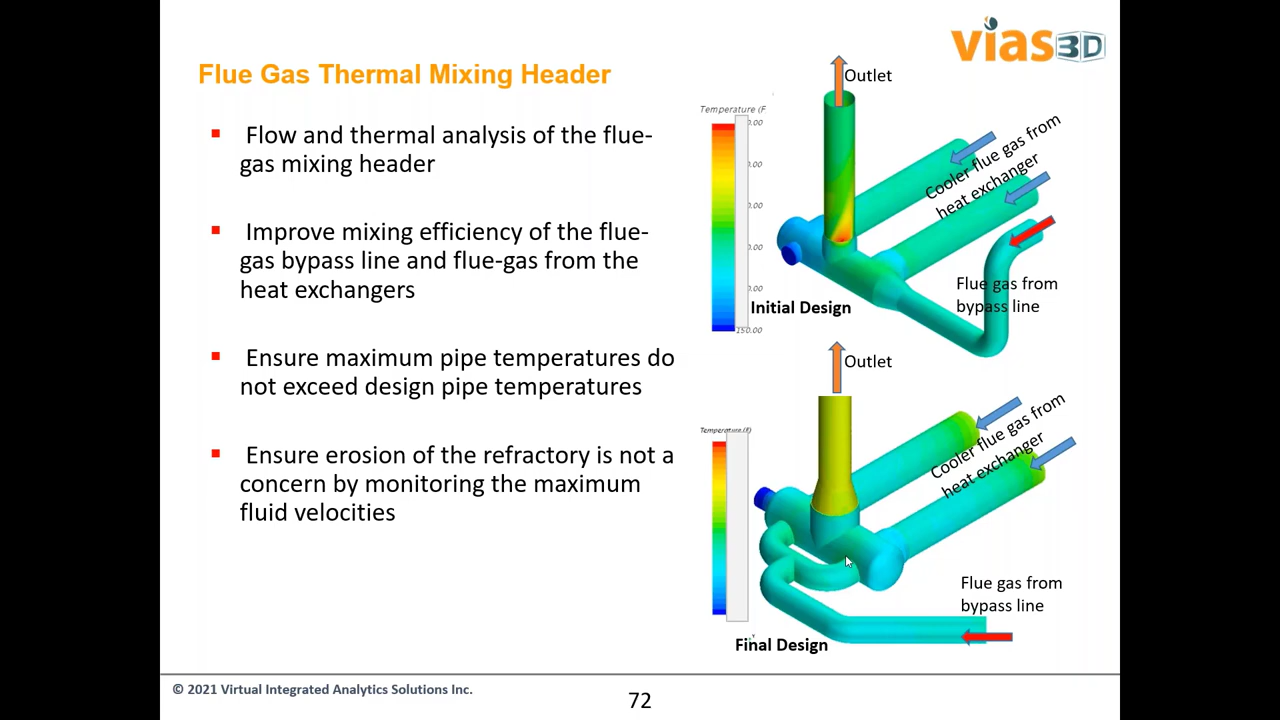 vias3D
Flue Gas Thermal Mixing Header
Flow and thermal analysis of the flue-
gas mixing header
Improve mixing efficiency of the flue-
gas bypass line and flue-gas from the
heat exchangers
Ensure maximum pipe temperatures do
not exceed design pipe temperatures
Ensure erosion of the refractory is not a
concern by monitoring the maximum
fluid velocities
Outlet
Temperature (F
Cooler flue gas from
heat exchanger
Flue gas from
bypass line
Initial Design
150.00
Outlet
Temperature (F)
Cooler flue gas from
heat exchanger
Flue gas from
bypass line
Final Design
© 2021 Virtual Integrated Analytics Solutions Inc.
72